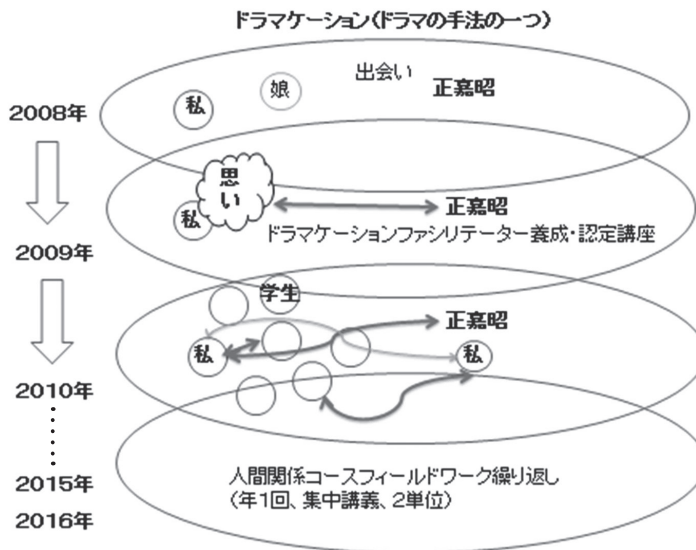 ドラマケーション(ドラマの手法の一つ)
2008年
私
娘
出会い
正嘉昭
私
思
い
正嘉昭
ドラマケーションファシリテーター養成・認定講座
2009年
学生
正嘉昭
私
私
2010年
2015年
2016年
人間関係コースフィールドワーク繰り返し
(年1回、集中講義、2単位)